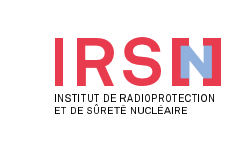 IRSN
INSTITUT DE RADIOPROTECTION
ET DE SÛRETÉ NUCLÉAIRE